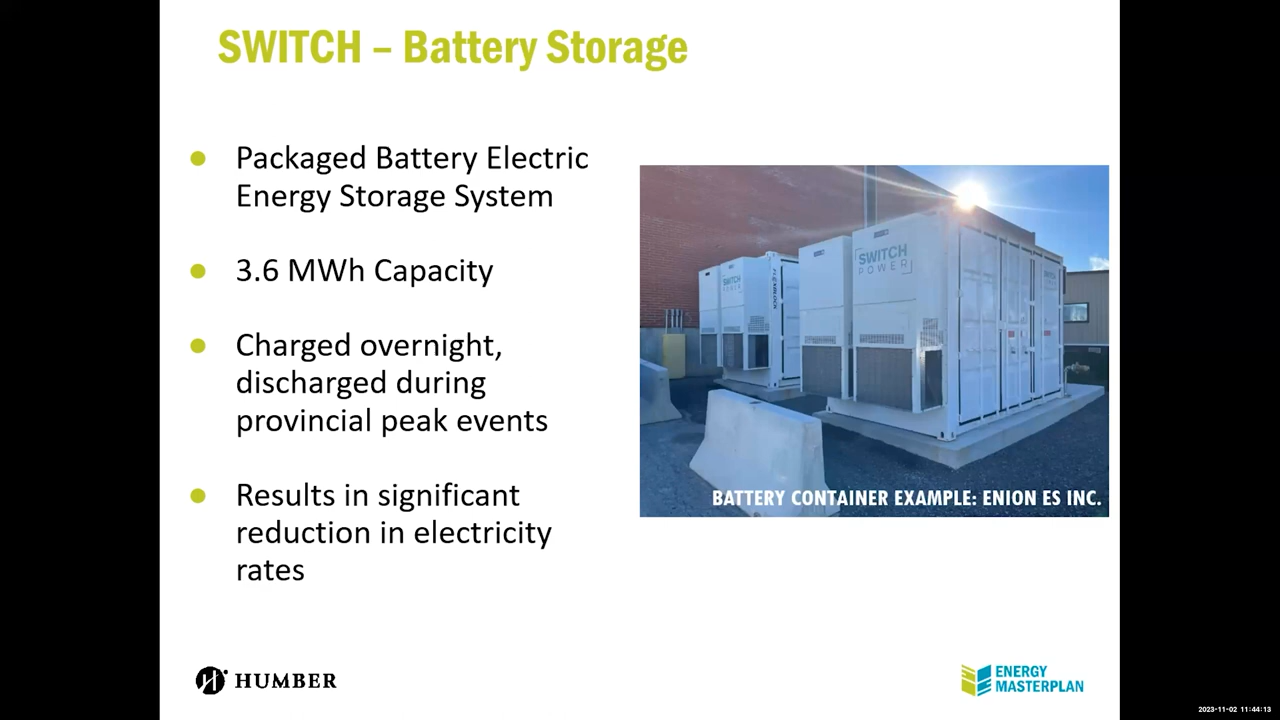 SWITCH – Battery Storage
Packaged Battery Electric
Energy Storage System
3.6 MWh Capacity
Charged overnight,
discharged during
provincial peak events
Results in significant
reduction in electricity
rates
SWITCH
POWER
SWITCH
POWER
BATTERY CONTAINER EXAMPLE: ENION ES INC.
HUMBER
ENERGY
MASTERPLAN
2023-11-02 11:44:13